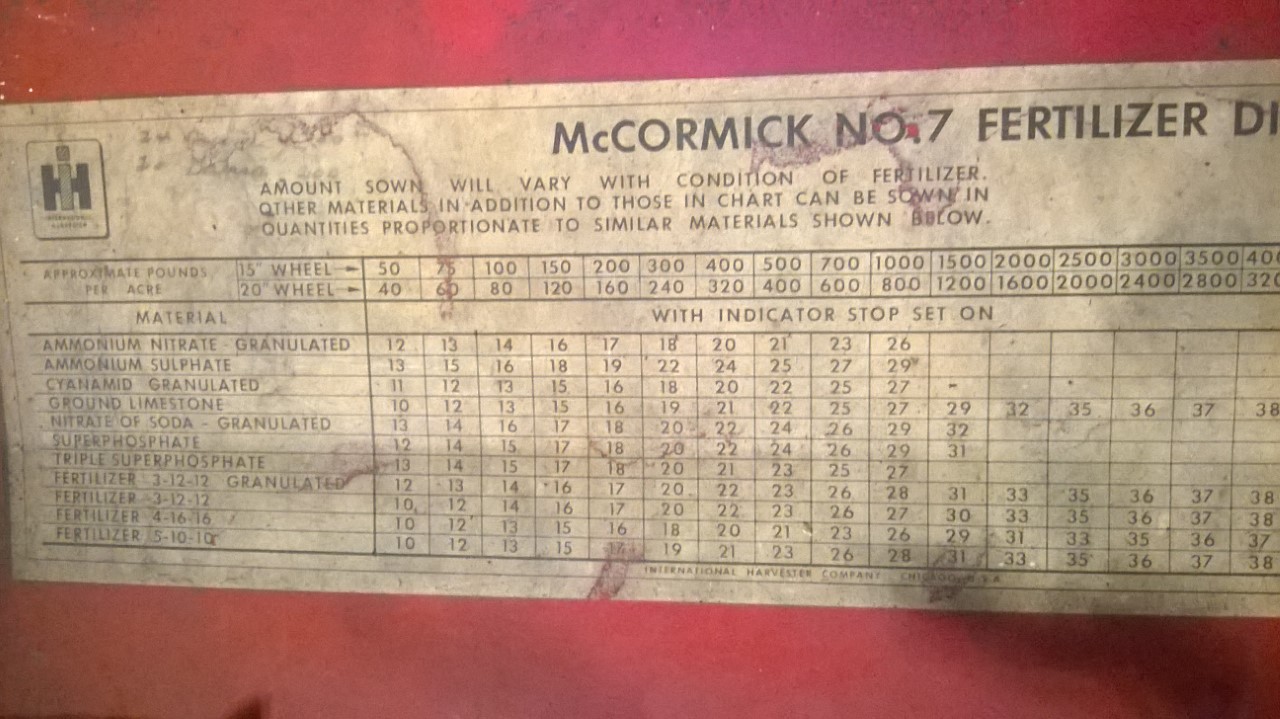 McCORMICK NO. 7 FERTILIZER DI
IH
AMOUNT SOWN WILL VARY WITH CONDITION OF FERTILIZER.
OTHER MATERIALS IN ADDITION TO THOSE IN CHART CAN BE SOWN IN
QUANTITIES PROPORTIONATE TO SIMILAR MATERIALS SHOWN BELOW.
APPROXIMATE POUNDS PER ACRE
15" WHEEL 50 75 100 150 200 300 400 500 700 1000 1500 2000 2500 3000 3500 400
20" WHEEL 40 60 80 120 160 240 320 400 600 800 1200 1600 2000 2400 2800 320
MATERIAL WITH INDICATOR STOP SET ON
AMMONIUM NITRATE - GRANULATED 12 13 14 16 17 18 20 21 23 26
AMMONIUM SULPHATE 13 15 16 18 19 22 24 25 27 29
CYANAMID GRANULATED 11 12 13 15 16 18 20 22 25 27 -
GROUND LIMESTONE 10 12 13 15 16 19 21 22 25 27 29 32 35 36 37 38
NITRATE OF SODA - GRANULATED 13 14 16 17 18 20 22 24 26 29 32
SUPERPHOSPHATE 12 14 15 17 18 20 22 24 26 29 31
TRIPLE SUPERPHOSPHATE 13 14 15 17 18 20 21 23 25 27
FERTILIZER 3-12-12 GRANULATED 12 13 14 16 17 20 22 23 26 28 31 33 35 36 37 38
FERTILIZER 3-12-12 10 12 14 16 17 20 22 23 26 27 30 33 35 36 37 38
FERTILIZER 4-16-16 10 12 13 15 16 18 20 21 23 26 29 31 33 35 36 37
FERTILIZER 5-10-10 10 12 13 15 17 19 21 23 26 28 31 33 35 36 37 38
INTERNATIONAL HARVESTER COMPANY CHICAGO, U.S.A.